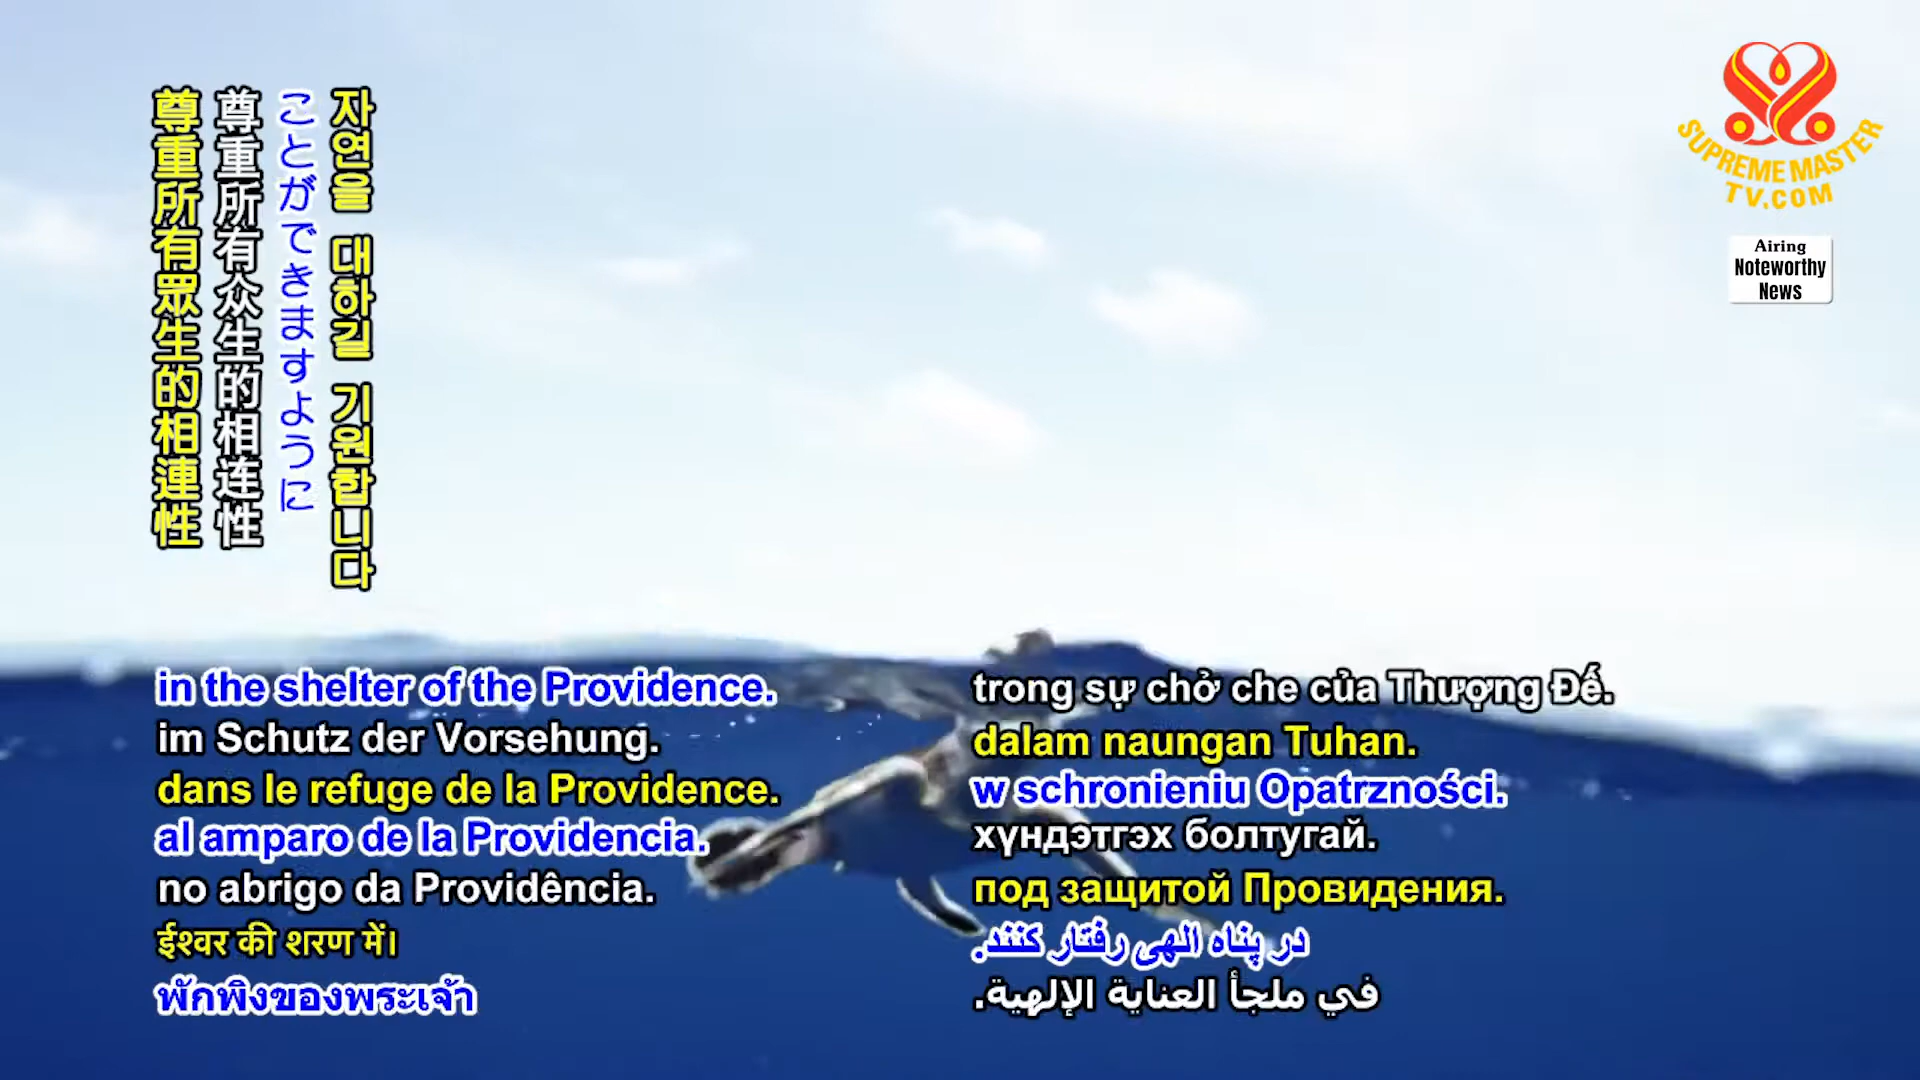 尊重所有眾生的相連性
尊重所有众生的相连性
ことができますように
자연을 대하길 기원합니다
SUPREME MASTER
TV.COM
Airing
Noteworthy
News
in the shelter of the Providence.
im Schutz der Vorsehung.
dans le refuge de la Providence.
al amparo de la Providencia.
no abrigo da Providência.
ईश्वर की शरण में।
พักพิงของพระเจ้า
trong sự chở che của Thượng Đế.
dalam naungan Tuhan.
w schronieniu Opatrzności.
хүндэтгэх болтугай.
под защитой Провидения.
در پناه الهی رفتار کنند.
في ملجأ العناية الإلهية.